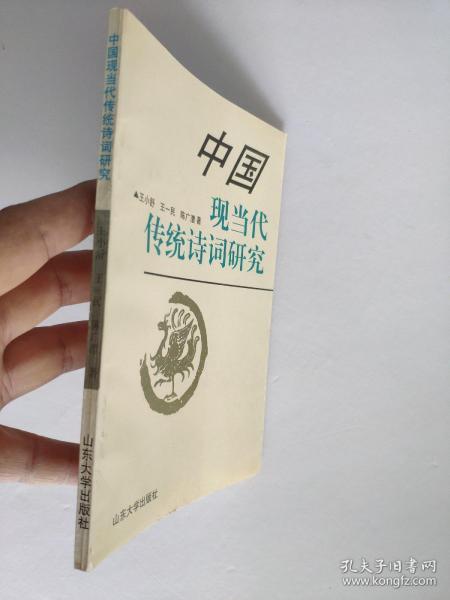 中国现当代传统诗词研究
山东大学出版社
中国
▲王小舒 王一民 陈广澧著
现当代
传统诗词研究
山东大学出版社
孔夫子旧书网
www.kongfz.com